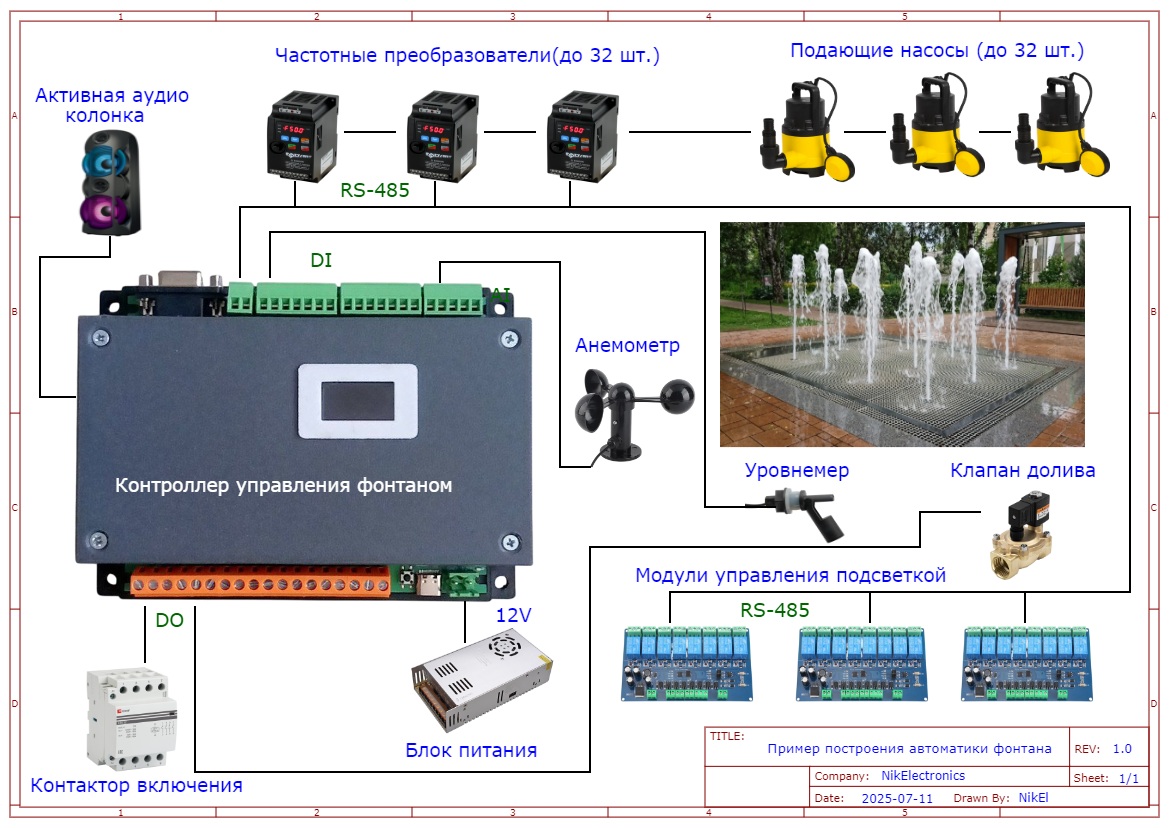 1 2 3 4 5
Частотные преобразователи(до 32 шт.)
Подающие насосы (до 32 шт.)
Активная аудио
колонка
A A
RS-485
DI
AI
B B
Анемометр
Уровнемер
Клапан долива
Контроллер управления фонтаном
C C
Модули управления подсветкой
RS-485
DO
12V
D D
Блок питания
Контактор включения
TITLE:
Пример построения автоматики фонтана
REV: 1.0
Company: NikElectronics
Sheet: 1/1
Date: 2025-07-11 Drawn By: NikEl
1 2 3 4 5